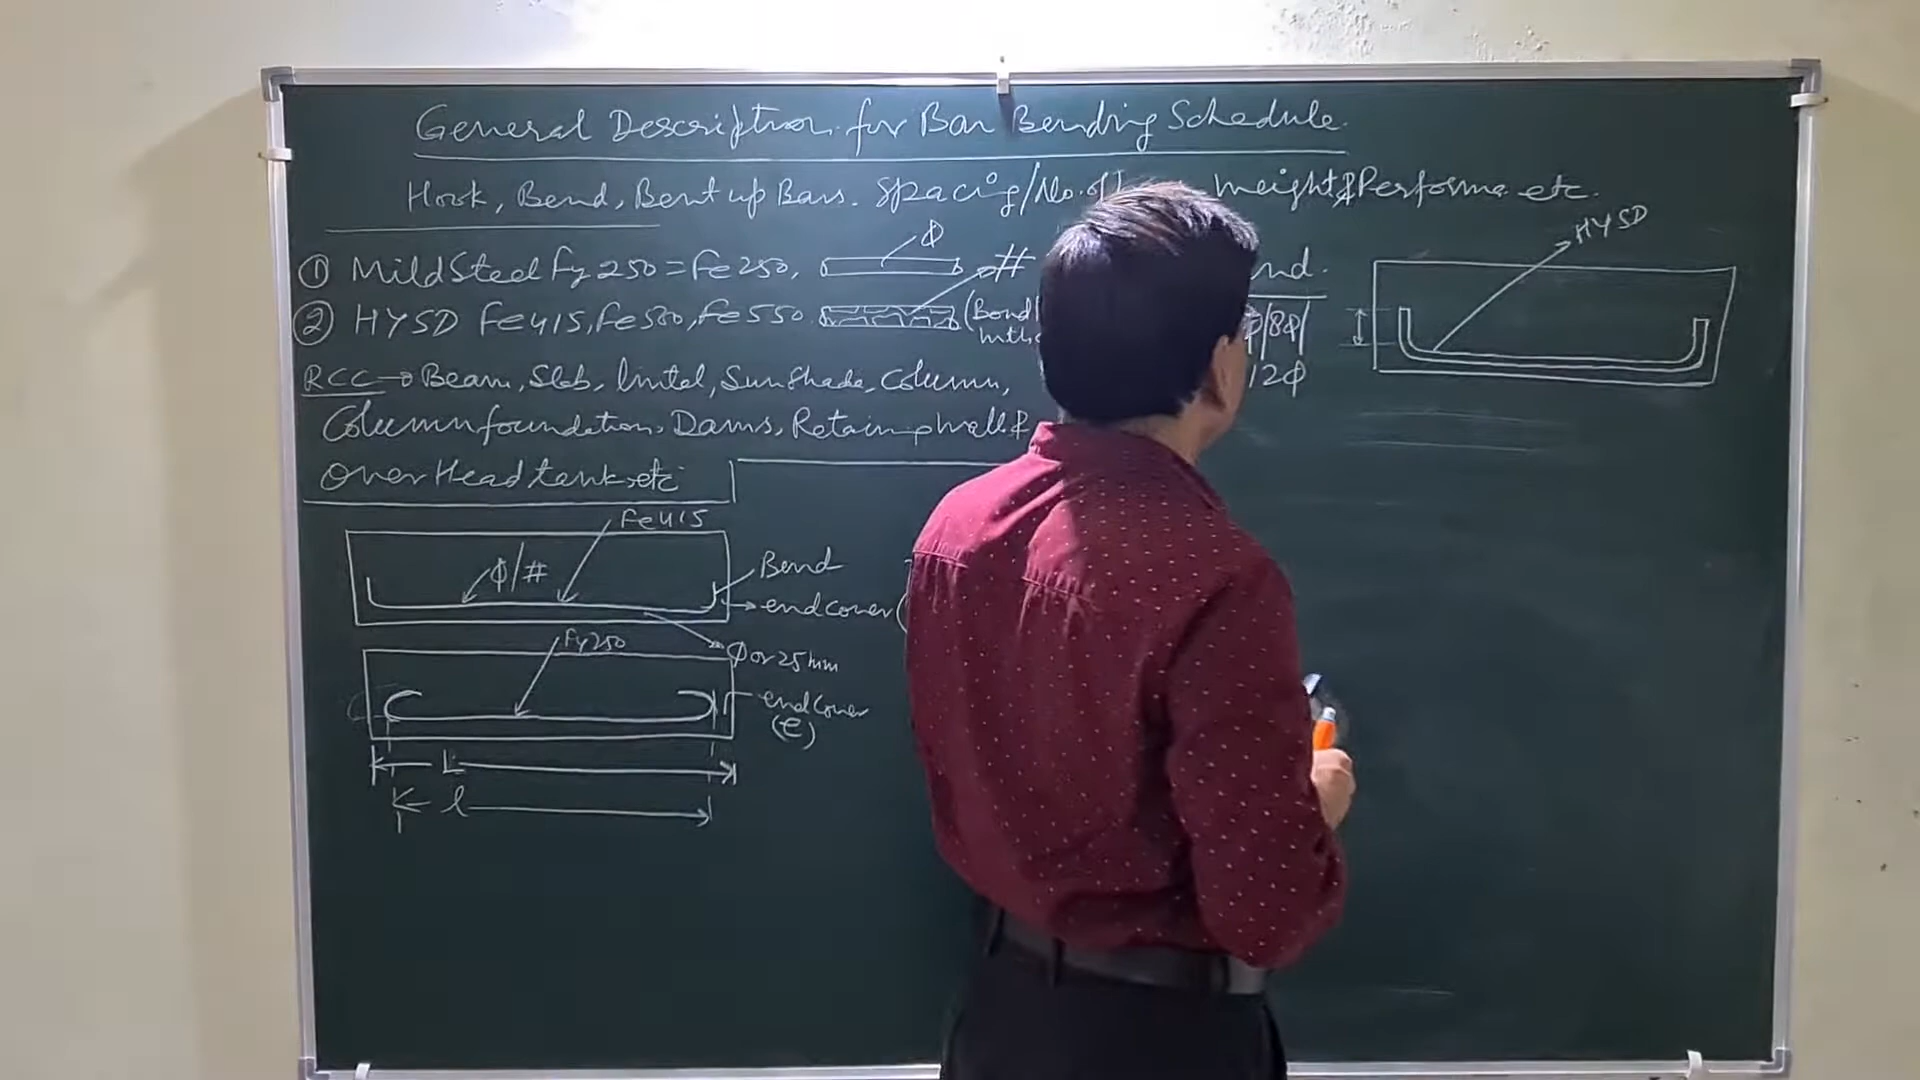 General Description for Bar Bending Schedule.
Hook, Bend, Bent up Bars. Spacing/No. of Weight & Performa etc.
① Mild Steel Fy 250 = Fe 250, Φ
② HYSD Fe 415, Fe 500, Fe 550 # (Bond
nd.
8Φ/
12Φ
HYSD
RCC → Beam, Slab, lintel, Sunshade, Column,
Column foundation, Dams, Retaining wall &
Over Head tank, etc
Fe 415
Φ/#
Bend
end cover (
Fy 250
Φ or 25 mm
end cover
(e)
L
l